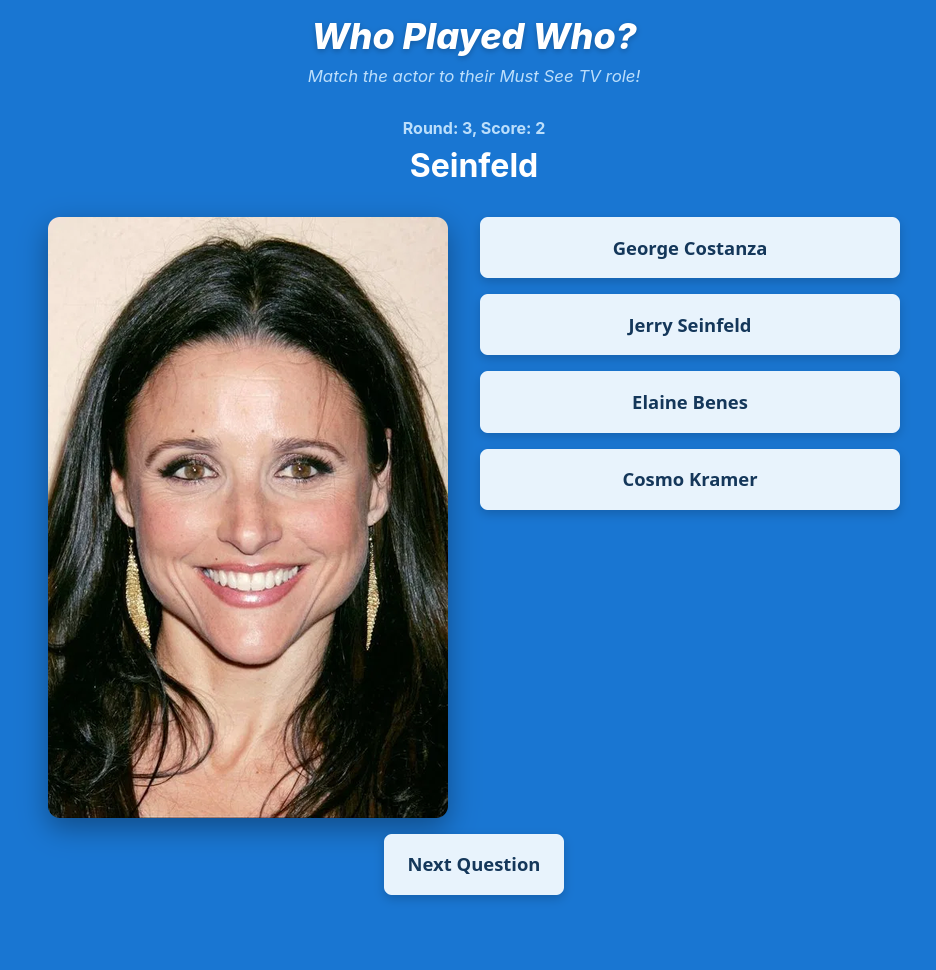 Who Played Who?
Match the actor to their Must See TV role!
Round: 3, Score: 2
Seinfeld
George Costanza
Jerry Seinfeld
Elaine Benes
Cosmo Kramer
Next Question